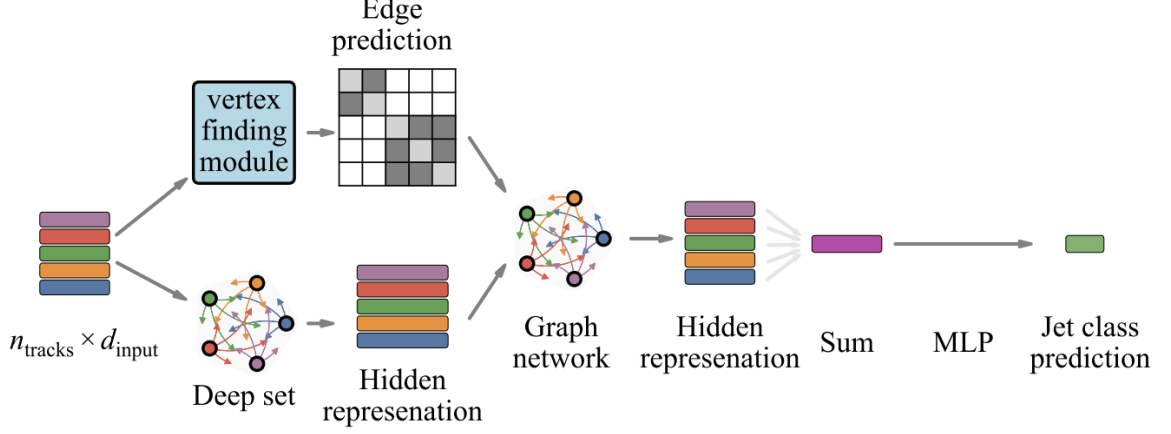 Edge
prediction
vertex
finding
module
n_tracks × d_input
Deep set
Hidden
represenation
Graph
network
Hidden
represenation
Sum
MLP
Jet class
prediction